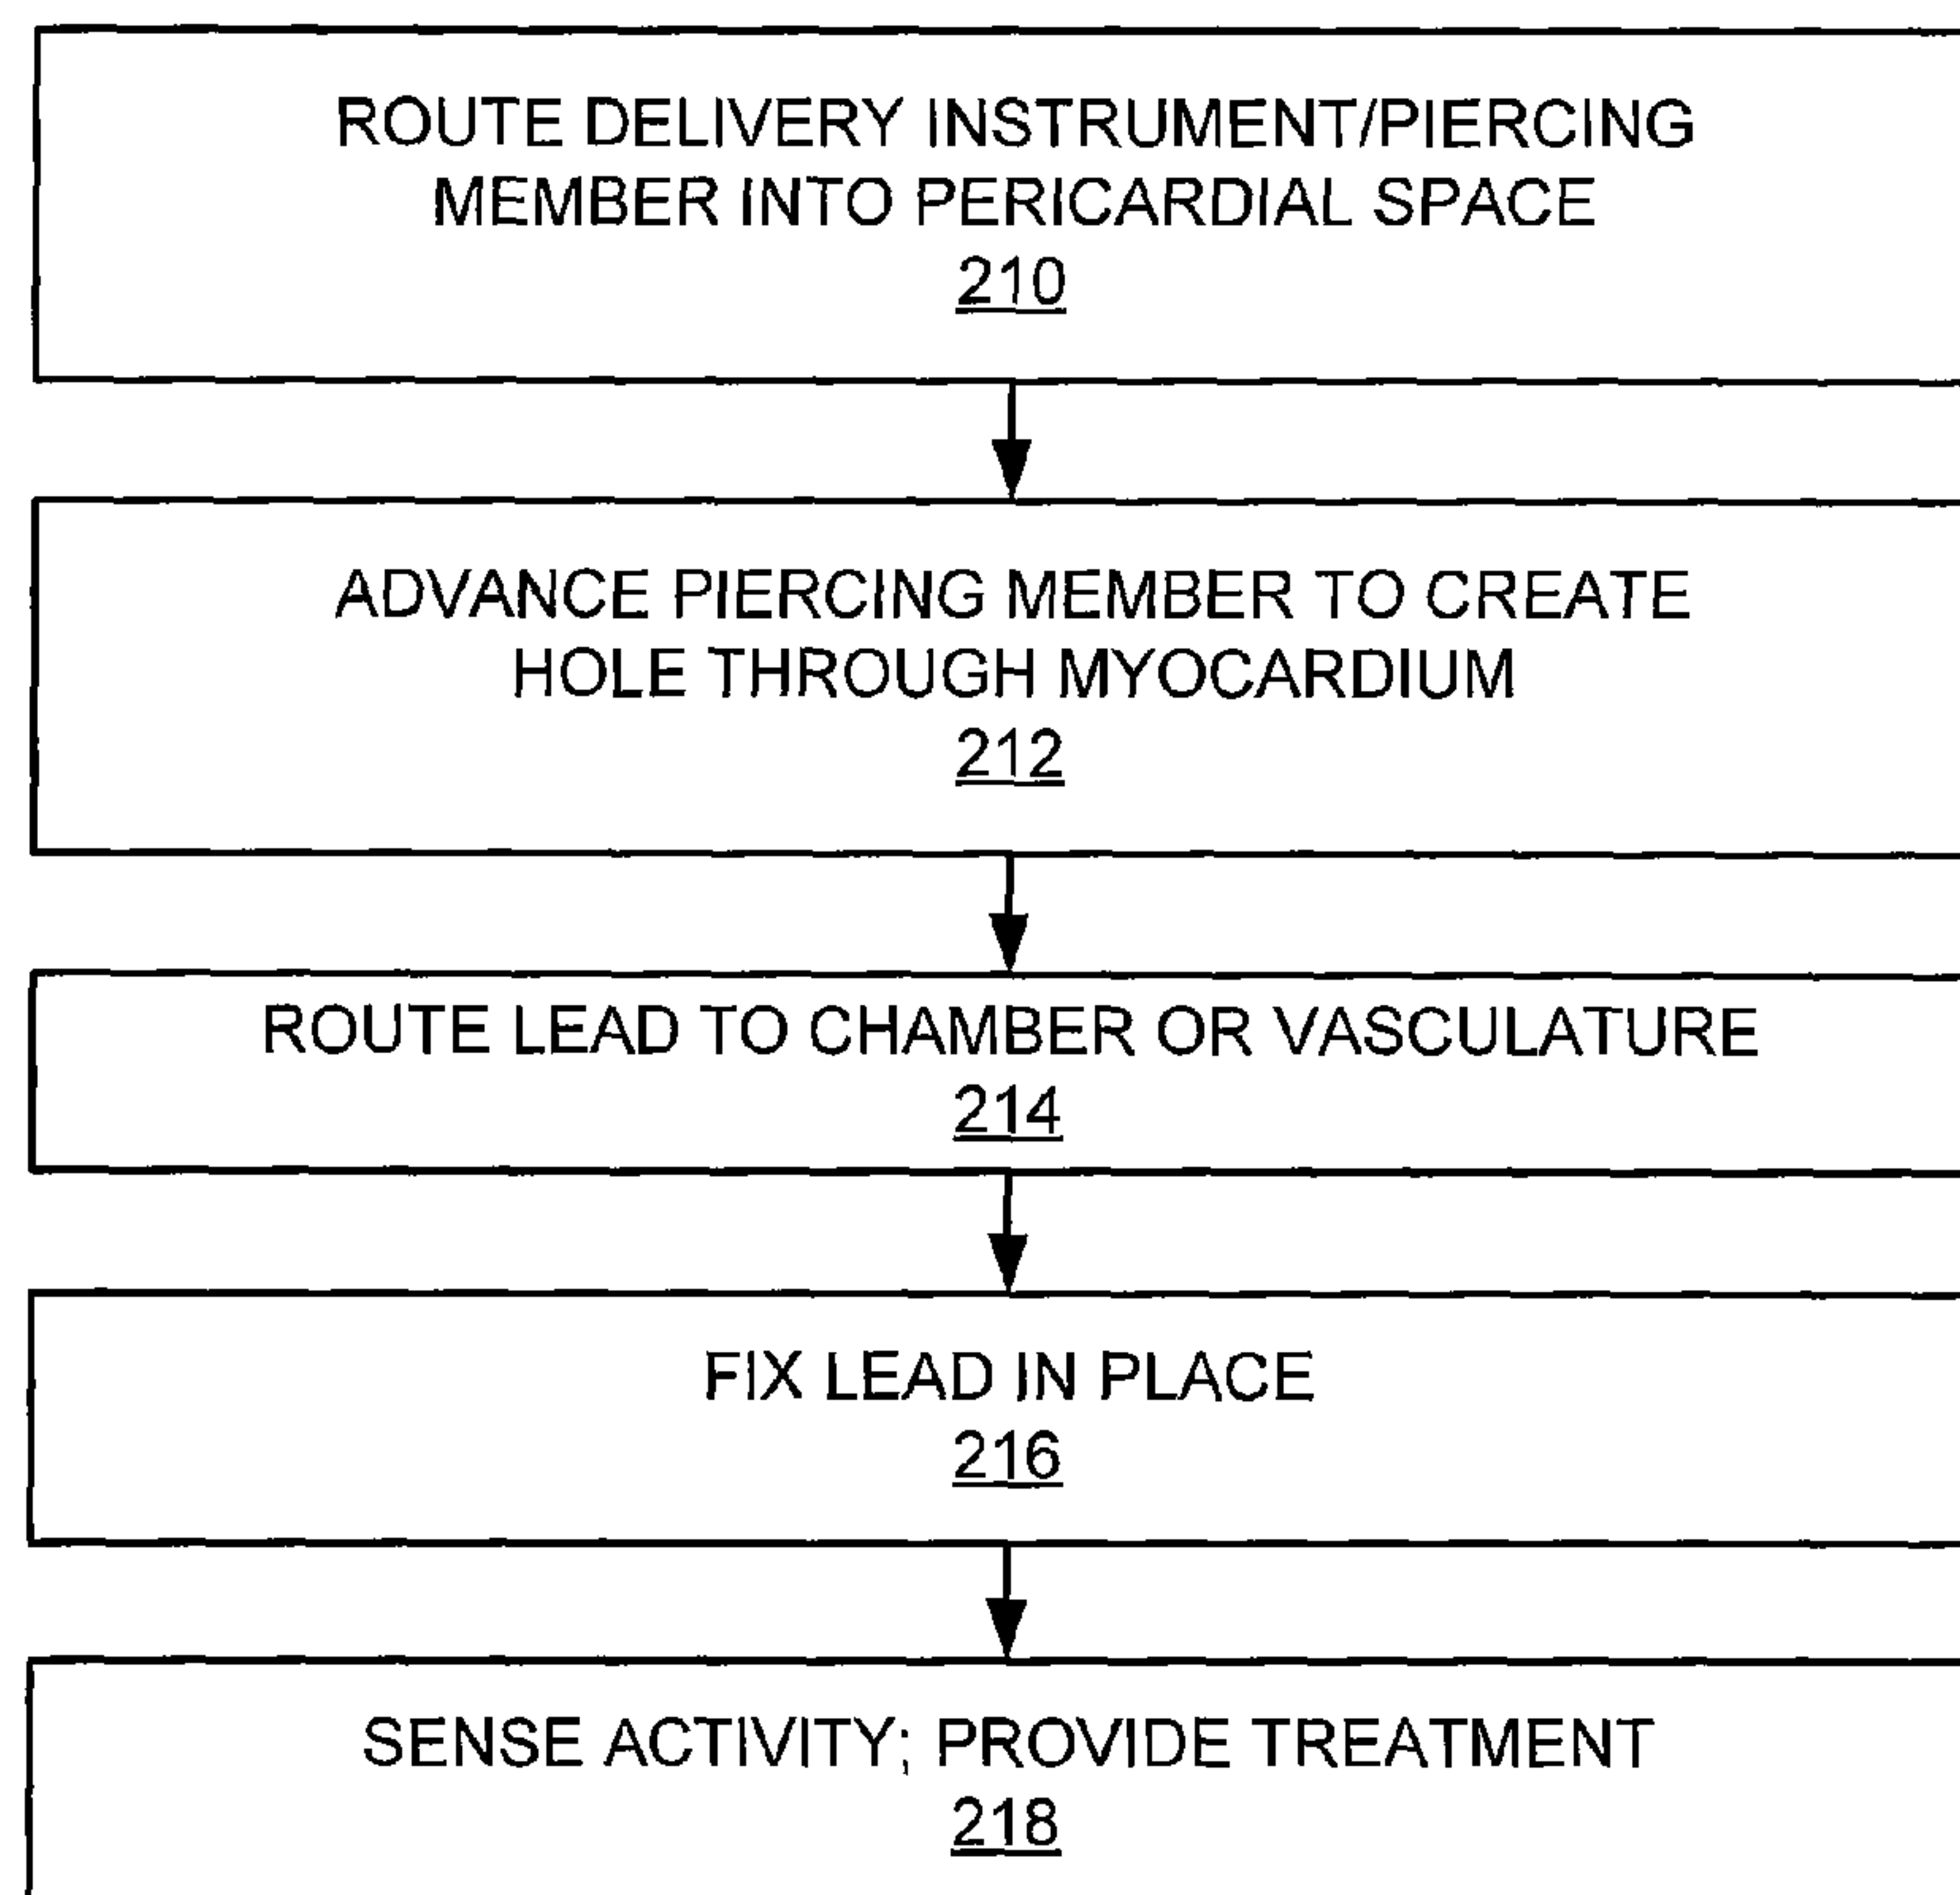 ROUTE DELIVERY INSTRUMENT/PIERCING
MEMBER INTO PERICARDIAL SPACE
210
ADVANCE PIERCING MEMBER TO CREATE
HOLE THROUGH MYOCARDIUM
212
ROUTE LEAD TO CHAMBER OR VASCULATURE
214
FIX LEAD IN PLACE
216
SENSE ACTIVITY; PROVIDE TREATMENT
218